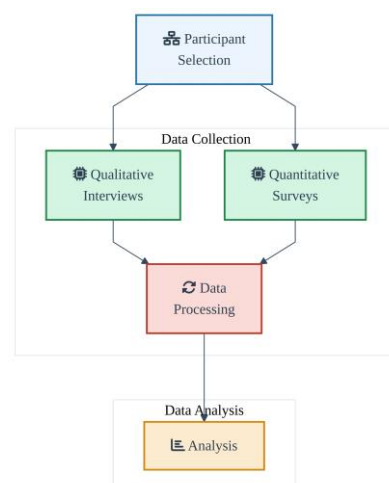 Participant
Selection
Data Collection
Qualitative
Interviews
Quantitative
Surveys
Data
Processing
Data Analysis
Analysis